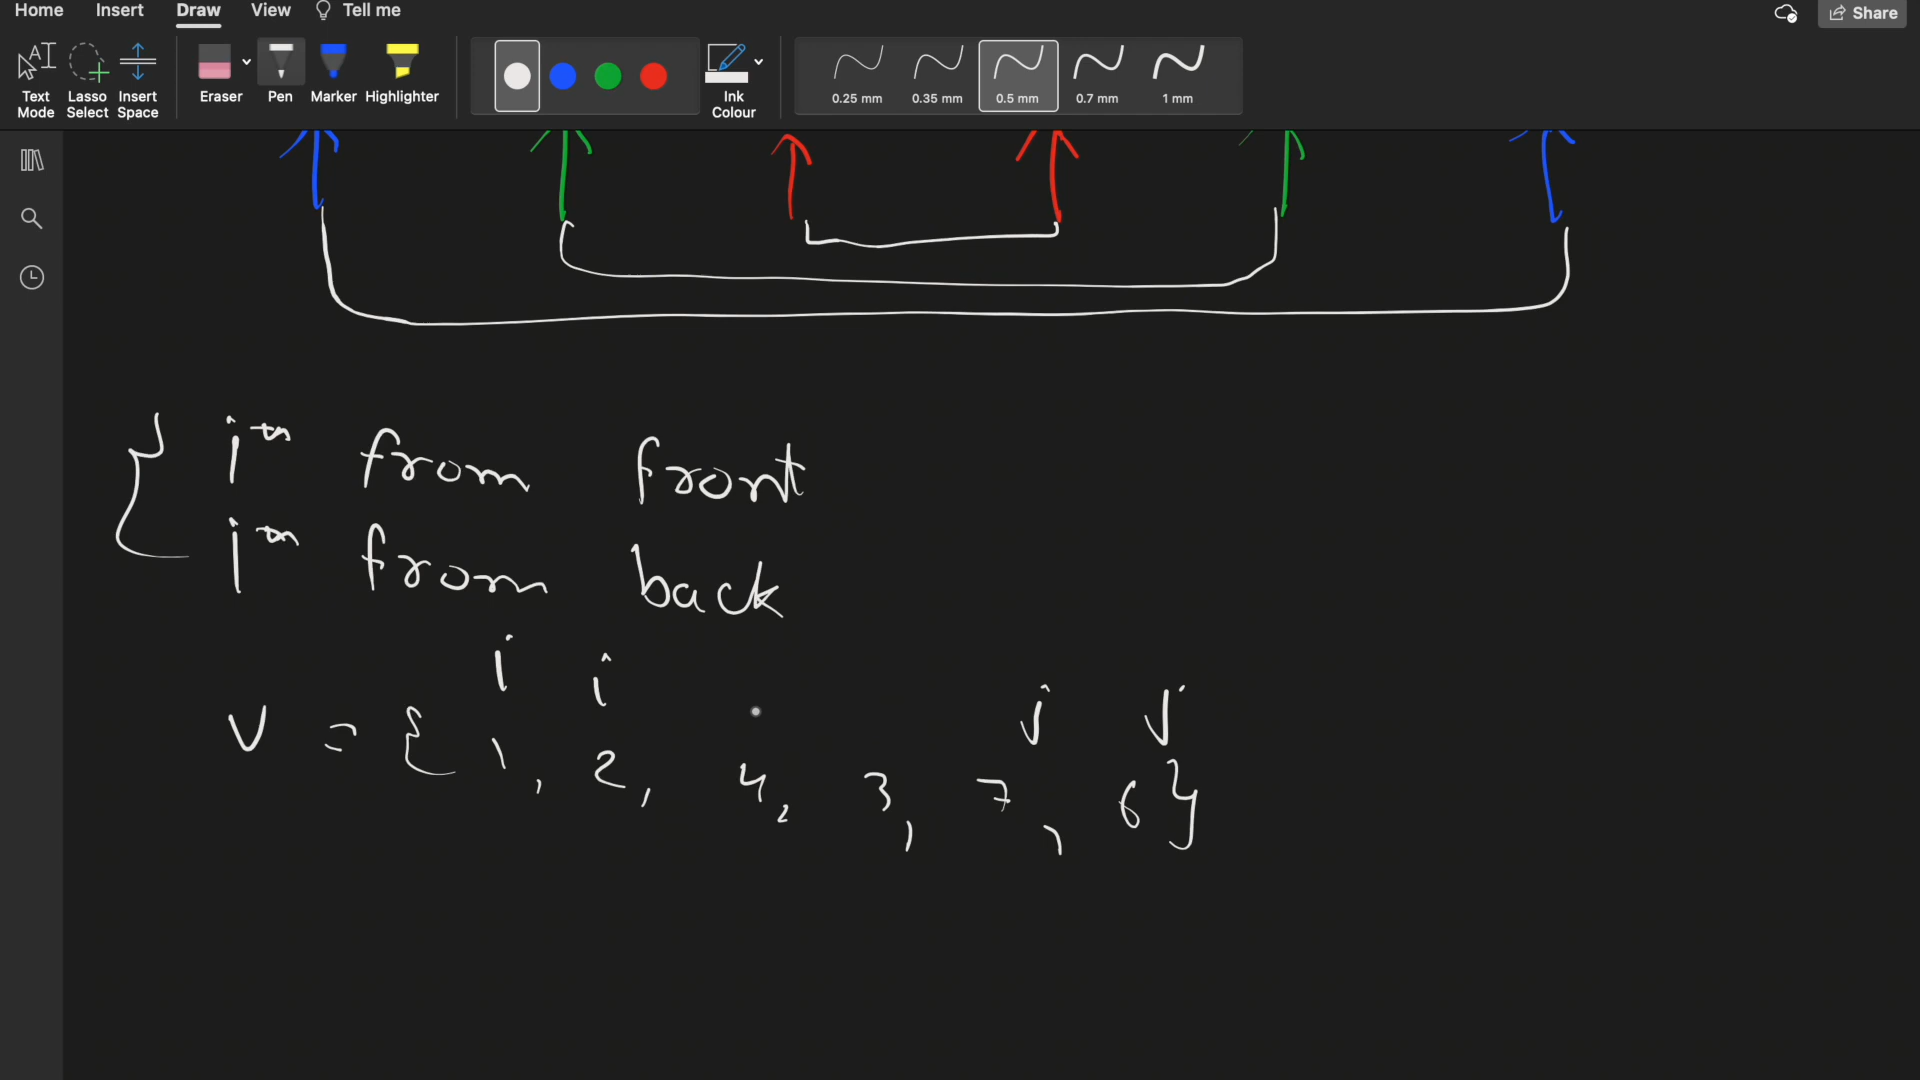 Home Insert Draw View Tell me Share
Text Mode Lasso Select Insert Space Eraser Pen Marker Highlighter Ink Colour 0.25 mm 0.35 mm 0.5 mm 0.7 mm 1 mm
ith from front
jth from back
i i j j
v = { 1, 2, 4, 3, 7, 6}